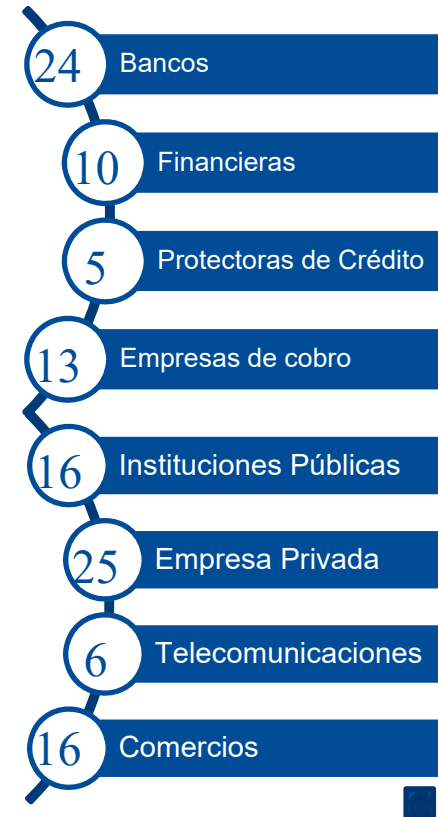 24 Bancos
10 Financieras
5 Protectoras de Crédito
13 Empresas de cobro
16 Instituciones Públicas
25 Empresa Privada
6 Telecomunicaciones
16 Comercios